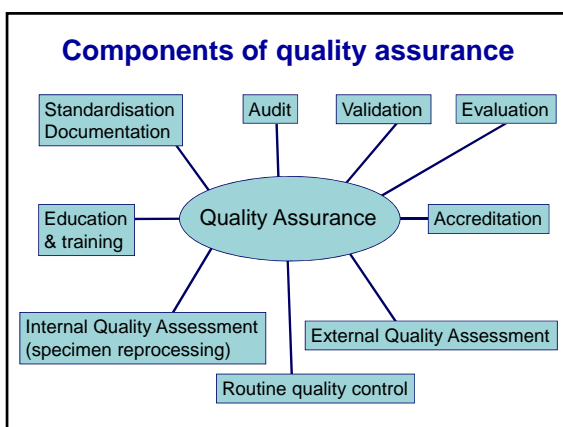 Components of quality assurance
Standardisation
Documentation
Audit
Validation
Evaluation
Education
& training
Quality Assurance
Accreditation
Internal Quality Assessment
(specimen reprocessing)
External Quality Assessment
Routine quality control